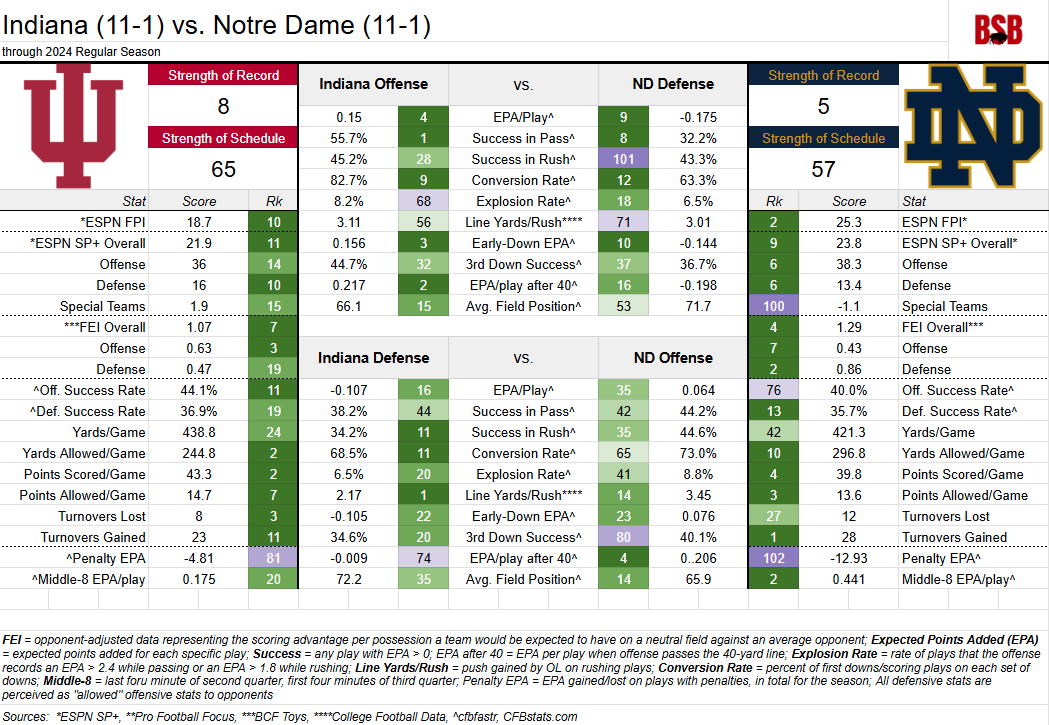 Indiana (11-1) vs. Notre Dame (11-1)
through 2024 Regular Season
BSB
Strength of Record
8
Strength of Schedule
65
Stat Score Rk
*ESPN FPI 18.7 10
*ESPN SP+ Overall 21.9 11
Offense 36 14
Defense 16 10
Special Teams 1.9 15
***FEI Overall 1.07 7
Offense 0.63 3
Defense 0.47 19
^Off. Success Rate 44.1% 11
^Def. Success Rate 36.9% 19
Yards/Game 438.8 24
Yards Allowed/Game 244.8 2
Points Scored/Game 43.3 2
Points Allowed/Game 14.7 7
Turnovers Lost 8 3
Turnovers Gained 23 11
^Penalty EPA -4.81 81
^Middle-8 EPA/play 0.175 20
Indiana Offense vs. ND Defense
0.15 4 EPA/Play^ 9 -0.175
55.7% 1 Success in Pass^ 8 32.2%
45.2% 28 Success in Rush^ 101 43.3%
82.7% 9 Conversion Rate^ 12 63.3%
8.2% 68 Explosion Rate^ 18 6.5%
3.11 56 Line Yards/Rush**** 71 3.01
0.156 3 Early-Down EPA^ 10 -0.144
44.7% 32 3rd Down Success^ 37 36.7%
0.217 2 EPA/play after 40^ 16 -0.198
66.1 15 Avg. Field Position^ 53 71.7
Indiana Defense vs. ND Offense
-0.107 16 EPA/Play^ 35 0.064
38.2% 44 Success in Pass^ 42 44.2%
34.2% 11 Success in Rush^ 35 44.6%
68.5% 11 Conversion Rate^ 65 73.0%
6.5% 20 Explosion Rate^ 41 8.8%
2.17 1 Line Yards/Rush**** 14 3.45
-0.105 22 Early-Down EPA^ 23 0.076
34.6% 20 3rd Down Success^ 80 40.1%
-0.009 74 EPA/play after 40^ 4 0..206
72.2 35 Avg. Field Position^ 14 65.9
Strength of Record
5
Strength of Schedule
57
Rk Score Stat
2 25.3 ESPN FPI*
9 23.8 ESPN SP+ Overall*
6 38.3 Offense
6 13.4 Defense
100 -1.1 Special Teams
4 1.29 FEI Overall***
7 0.43 Offense
2 0.86 Defense
76 40.0% Off. Success Rate^
13 35.7% Def. Success Rate^
42 421.3 Yards/Game
10 296.8 Yards Allowed/Game
4 39.8 Points Scored/Game
3 13.6 Points Allowed/Game
27 12 Turnovers Lost
1 28 Turnovers Gained
102 -12.93 Penalty EPA^
2 0.441 Middle-8 EPA/play^
FEI = opponent-adjusted data representing the scoring advantage per possession a team would be expected to have on a neutral field against an average opponent; Expected Points Added (EPA)
= expected points added for each specific play; Success = any play with EPA > 0; EPA after 40 = EPA per play when offense passes the 40-yard line; Explosion Rate = rate of plays that the offense
records an EPA > 2.4 while passing or an EPA > 1.8 while rushing; Line Yards/Rush = push gained by OL on rushing plays; Conversion Rate = percent of first downs/scoring plays on each set of
downs; Middle-8 = last foru minute of second quarter, first four minutes of third quarter; Penalty EPA = EPA gained/lost on plays with penalties, in total for the season; All defensive stats are
perceived as "allowed" offensive stats to opponents
Sources: *ESPN SP+, **Pro Football Focus, ***BCF Toys, ****College Football Data, ^cfbfastr, CFBstats.com